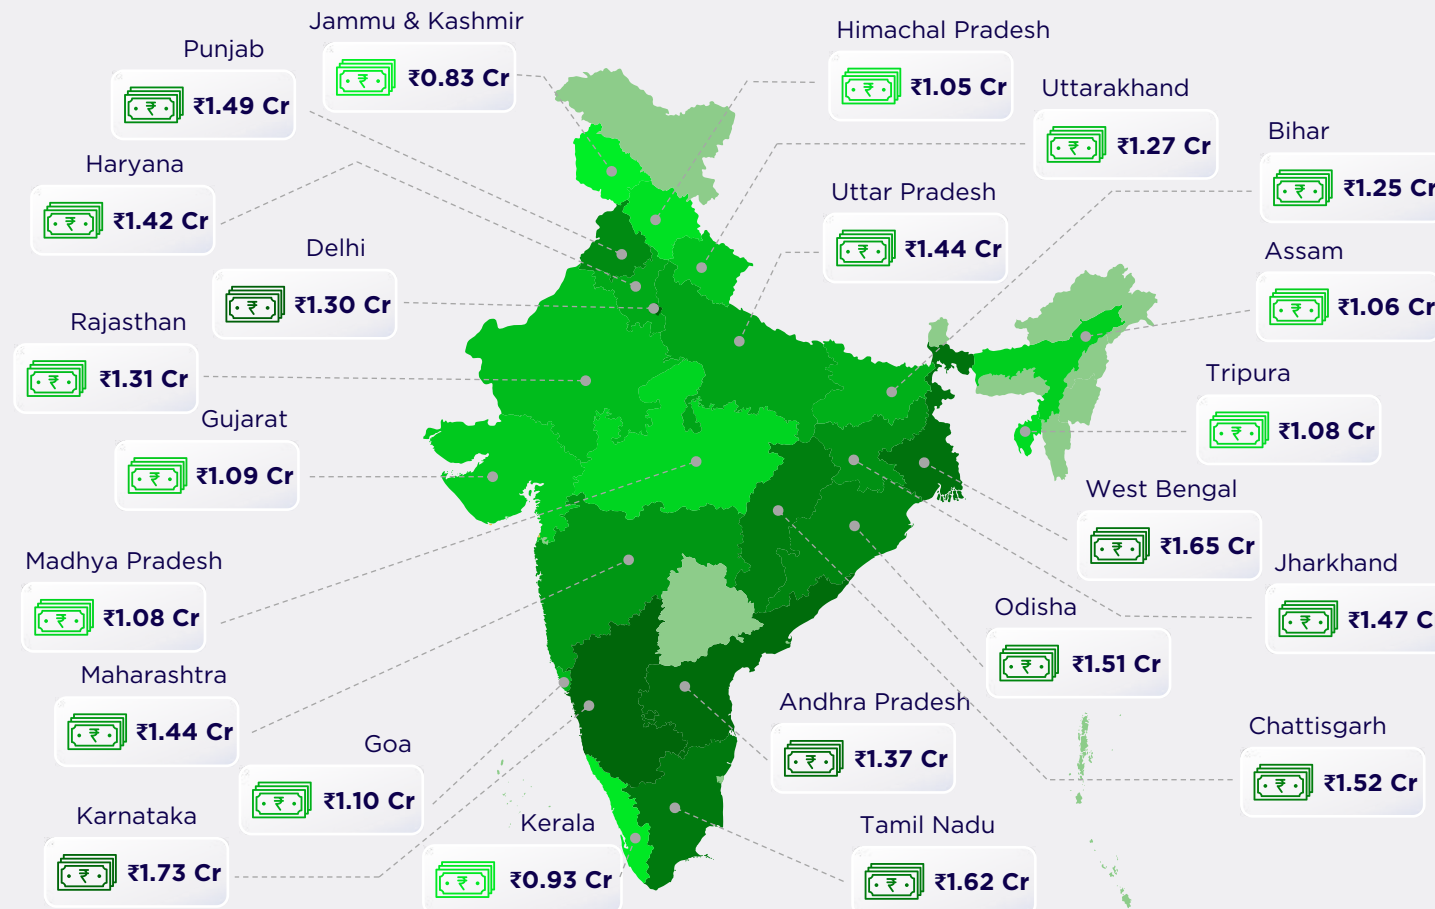 Jammu & Kashmir
₹0.83 Cr
Himachal Pradesh
₹1.05 Cr
Punjab
₹1.49 Cr
Uttarakhand
₹1.27 Cr
Bihar
₹1.25 Cr
Haryana
₹1.42 Cr
Uttar Pradesh
₹1.44 Cr
Delhi
₹1.30 Cr
Assam
₹1.06 Cr
Rajasthan
₹1.31 Cr
Tripura
₹1.08 Cr
Gujarat
₹1.09 Cr
West Bengal
₹1.65 Cr
Madhya Pradesh
₹1.08 Cr
Jharkhand
₹1.47 C
Odisha
₹1.51 Cr
Maharashtra
₹1.44 Cr
Andhra Pradesh
₹1.37 Cr
Chattisgarh
₹1.52 Cr
Goa
₹1.10 Cr
Karnataka
₹1.73 Cr
Kerala
₹0.93 Cr
Tamil Nadu
₹1.62 Cr